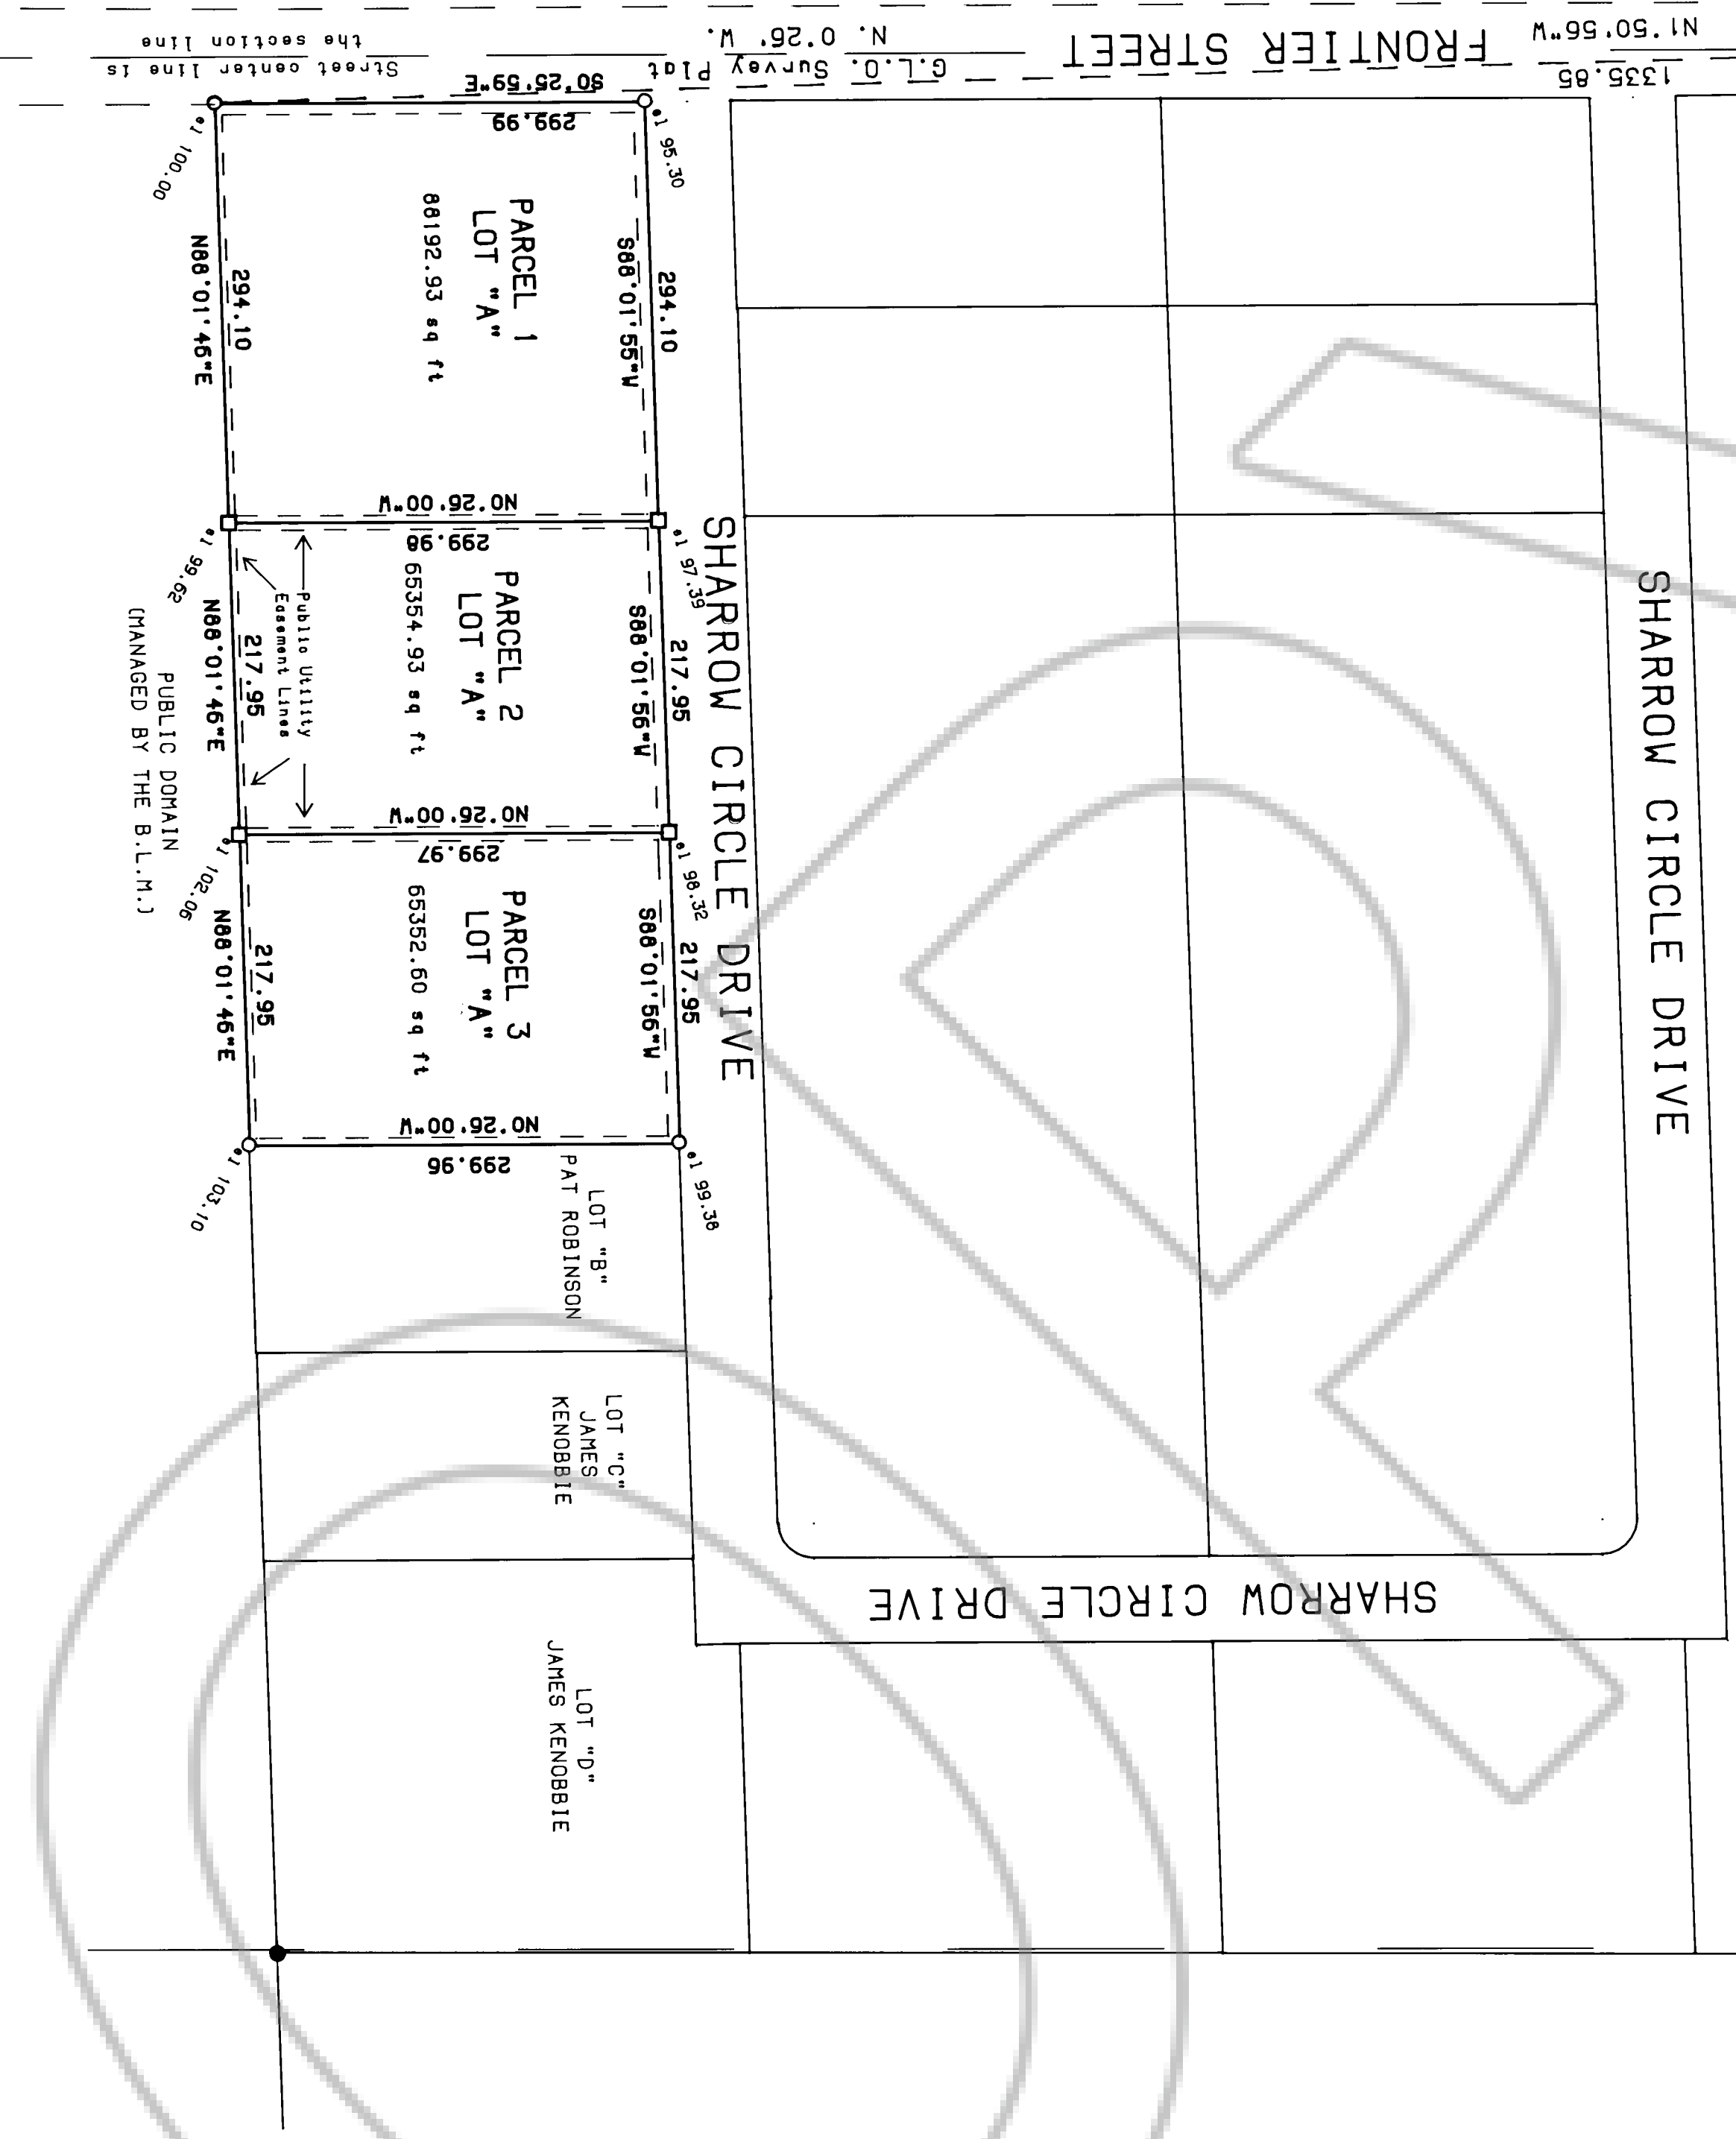 N1°50'56"W
1335.85
FRONTIER STREET
N. 0°26' W.
G.L.O. Survey Plat
Street center line is
the section line
S0°25'59"E
299.99
el 100.00
el 95.30
N88°01'46"E
294.10
PARCEL 1
LOT "A"
88192.93 sq ft
S88°01'55"W
294.10
N0°26'00"W
299.98
el 99.62
el 97.39
N88°01'46"E
217.95
Public Utility
Easement Lines
PARCEL 2
LOT "A"
65354.93 sq ft
S88°01'56"W
217.95
PUBLIC DOMAIN
(MANAGED BY THE B.L.M.)
N0°26'00"W
299.97
el 102.06
el 98.32
N88°01'46"E
217.95
PARCEL 3
LOT "A"
65352.60 sq ft
S88°01'56"W
217.95
N0°26'00"W
299.96
el 103.10
el 99.38
LOT "B"
PAT ROBINSON
LOT "C"
JAMES
KENOBBIE
LOT "D"
JAMES KENOBBIE
SHARROW CIRCLE DRIVE
SHARROW CIRCLE DRIVE
SHARROW CIRCLE DRIVE